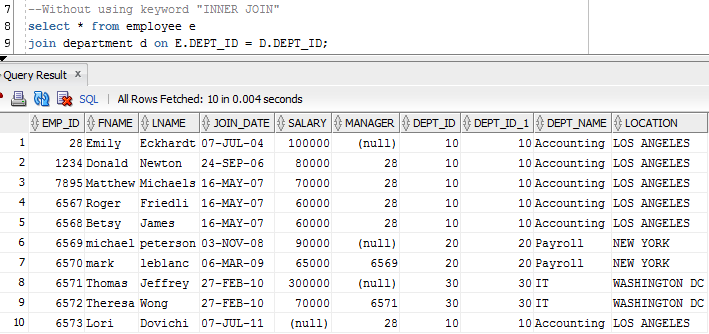 7 --Without using keyword "INNER JOIN"
8 select * from employee e
9 join department d on E.DEPT_ID = D.DEPT_ID;
Query Result x
SQL | All Rows Fetched: 10 in 0.004 seconds
EMP_ID FNAME LNAME JOIN_DATE SALARY MANAGER DEPT_ID DEPT_ID_1 DEPT_NAME LOCATION
1 28 Emily Eckhardt 07-JUL-04 100000 (null) 10 10 Accounting LOS ANGELES
2 1234 Donald Newton 24-SEP-06 80000 28 10 10 Accounting LOS ANGELES
3 7895 Matthew Michaels 16-MAY-07 70000 28 10 10 Accounting LOS ANGELES
4 6567 Roger Friedli 16-MAY-07 60000 28 10 10 Accounting LOS ANGELES
5 6568 Betsy James 16-MAY-07 60000 28 10 10 Accounting LOS ANGELES
6 6569 michael peterson 03-NOV-08 90000 (null) 20 20 Payroll NEW YORK
7 6570 mark leblanc 06-MAR-09 65000 6569 20 20 Payroll NEW YORK
8 6571 Thomas Jeffrey 27-FEB-10 300000 (null) 30 30 IT WASHINGTON DC
9 6572 Theresa Wong 27-FEB-10 70000 6571 30 30 IT WASHINGTON DC
10 6573 Lori Dovichi 07-JUL-11 (null) 28 10 10 Accounting LOS ANGELES